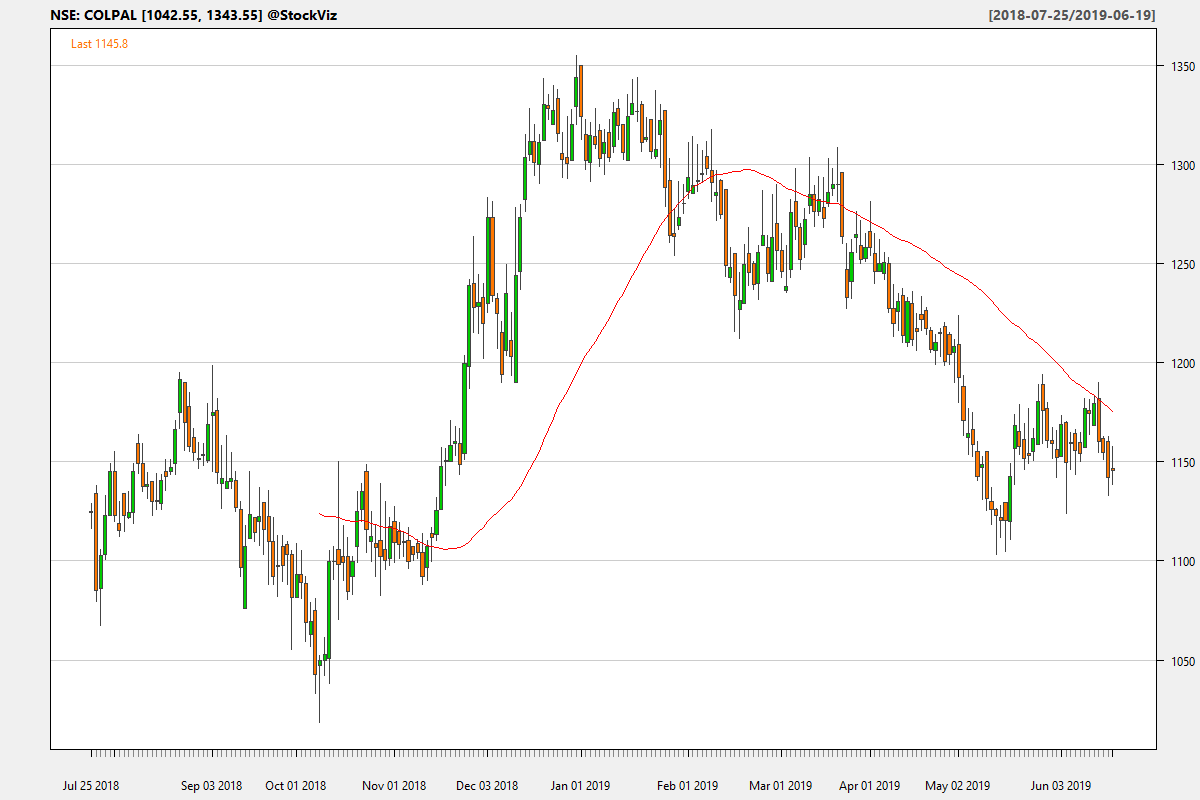 NSE: COLPAL [1042.55, 1343.55] @StockViz [2018-07-25/2019-06-19]
Last 1145.8
1350
1300
1250
1200
1150
1100
1050
Jul 25 2018 Sep 03 2018 Oct 01 2018 Nov 01 2018 Dec 03 2018 Jan 01 2019 Feb 01 2019 Mar 01 2019 Apr 01 2019 May 02 2019 Jun 03 2019